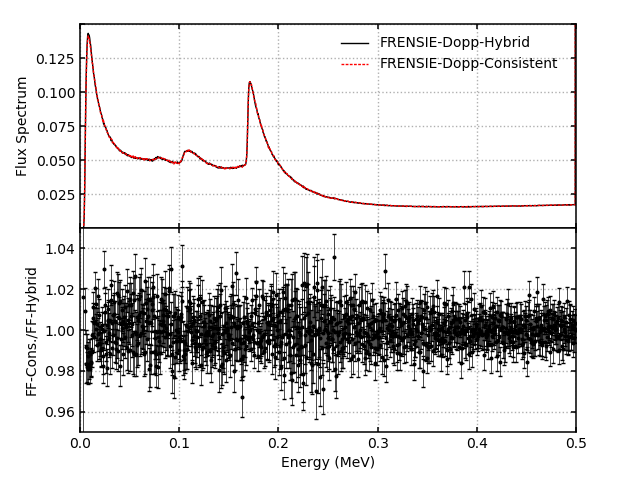 FRENSIE-Dopp-Hybrid
FRENSIE-Dopp-Consistent
0.125
0.100
0.075
0.050
0.025
Flux Spectrum
1.04
1.02
1.00
0.98
0.96
FF-Cons./FF-Hybrid
0.0 0.1 0.2 0.3 0.4 0.5
Energy (MeV)